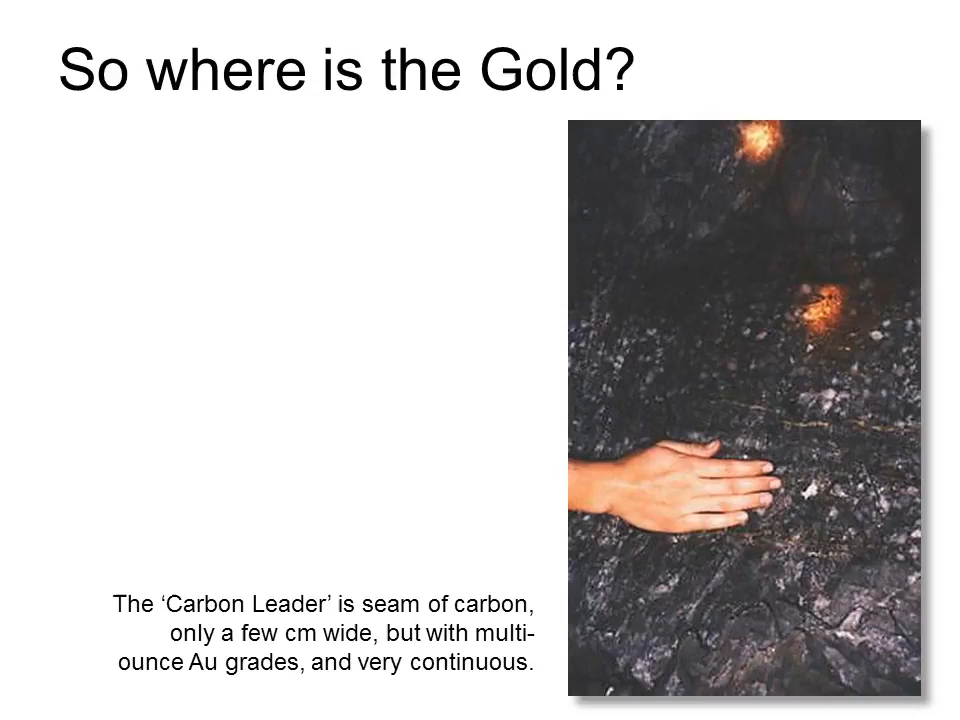 So where is the Gold?
The ‘Carbon Leader’ is seam of carbon,
only a few cm wide, but with multi-
ounce Au grades, and very continuous.